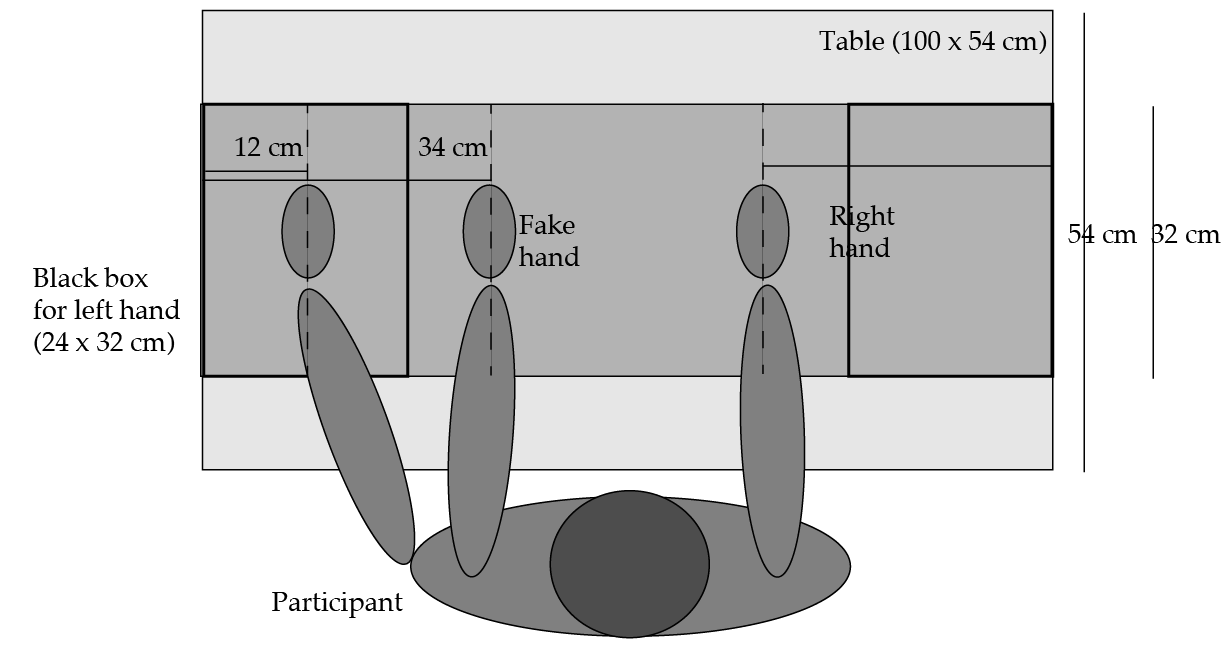 Table (100 x 54 cm)
12 cm
34 cm
Fake
hand
Right
hand
54 cm
32 cm
Black box
for left hand
(24 x 32 cm)
Participant